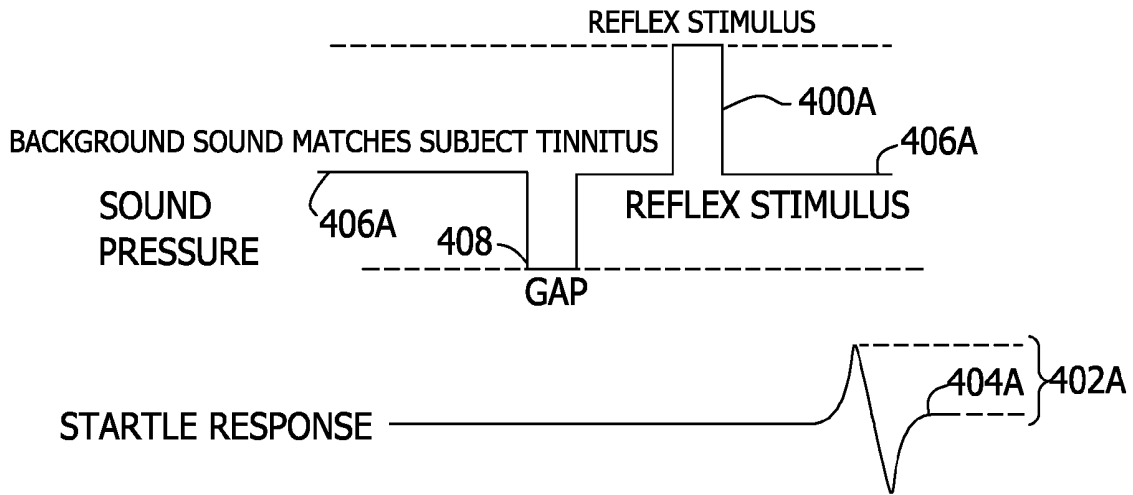 REFLEX STIMULUS
400A
BACKGROUND SOUND MATCHES SUBJECT TINNITUS
406A
SOUND
PRESSURE
406A
REFLEX STIMULUS
408
GAP
404A
402A
STARTLE RESPONSE